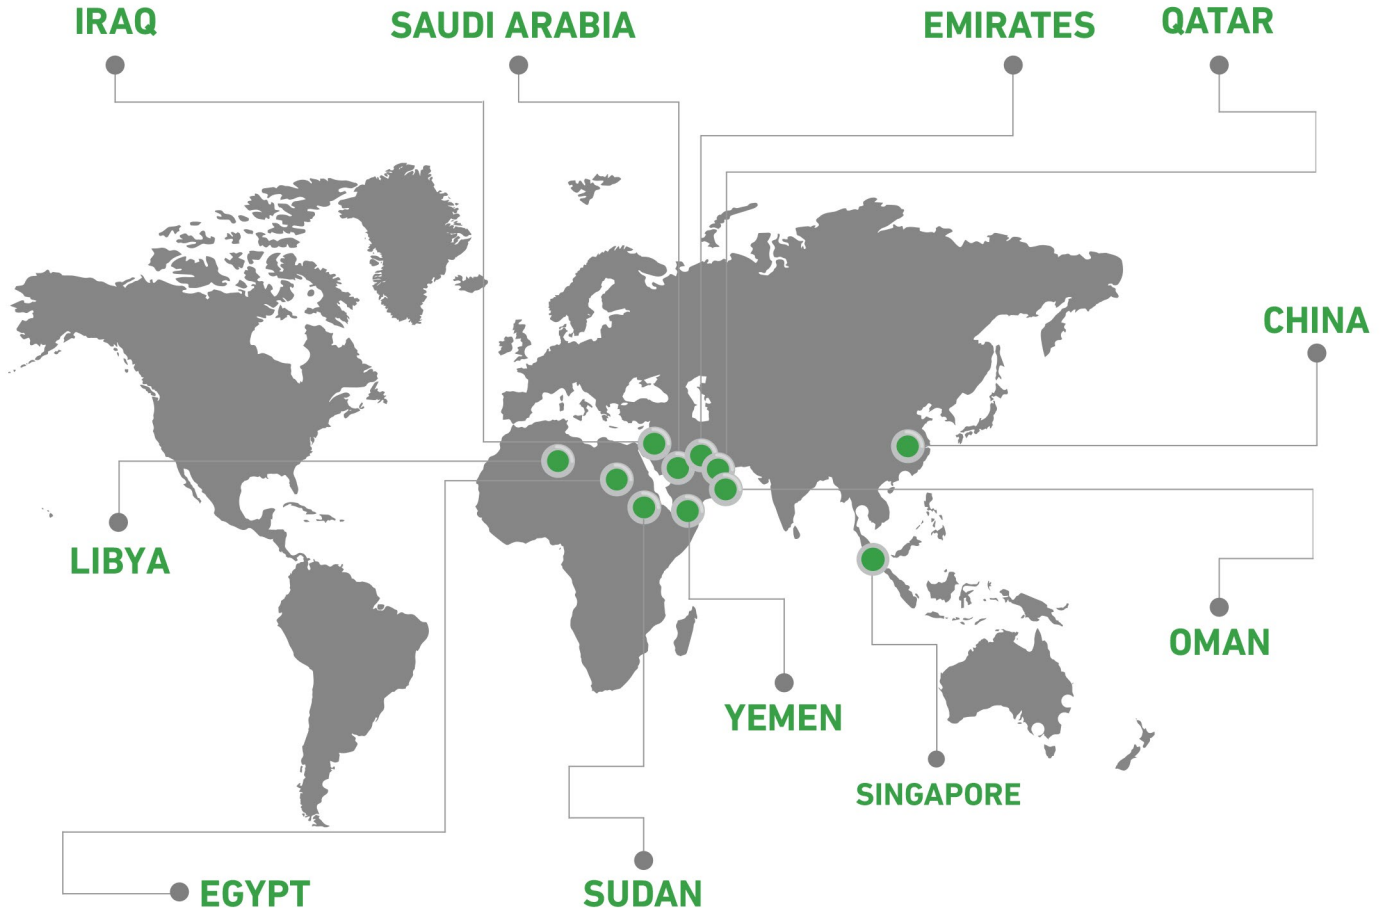 IRAQ
SAUDI ARABIA
EMIRATES
QATAR
CHINA
LIBYA
OMAN
YEMEN
SINGAPORE
EGYPT
SUDAN